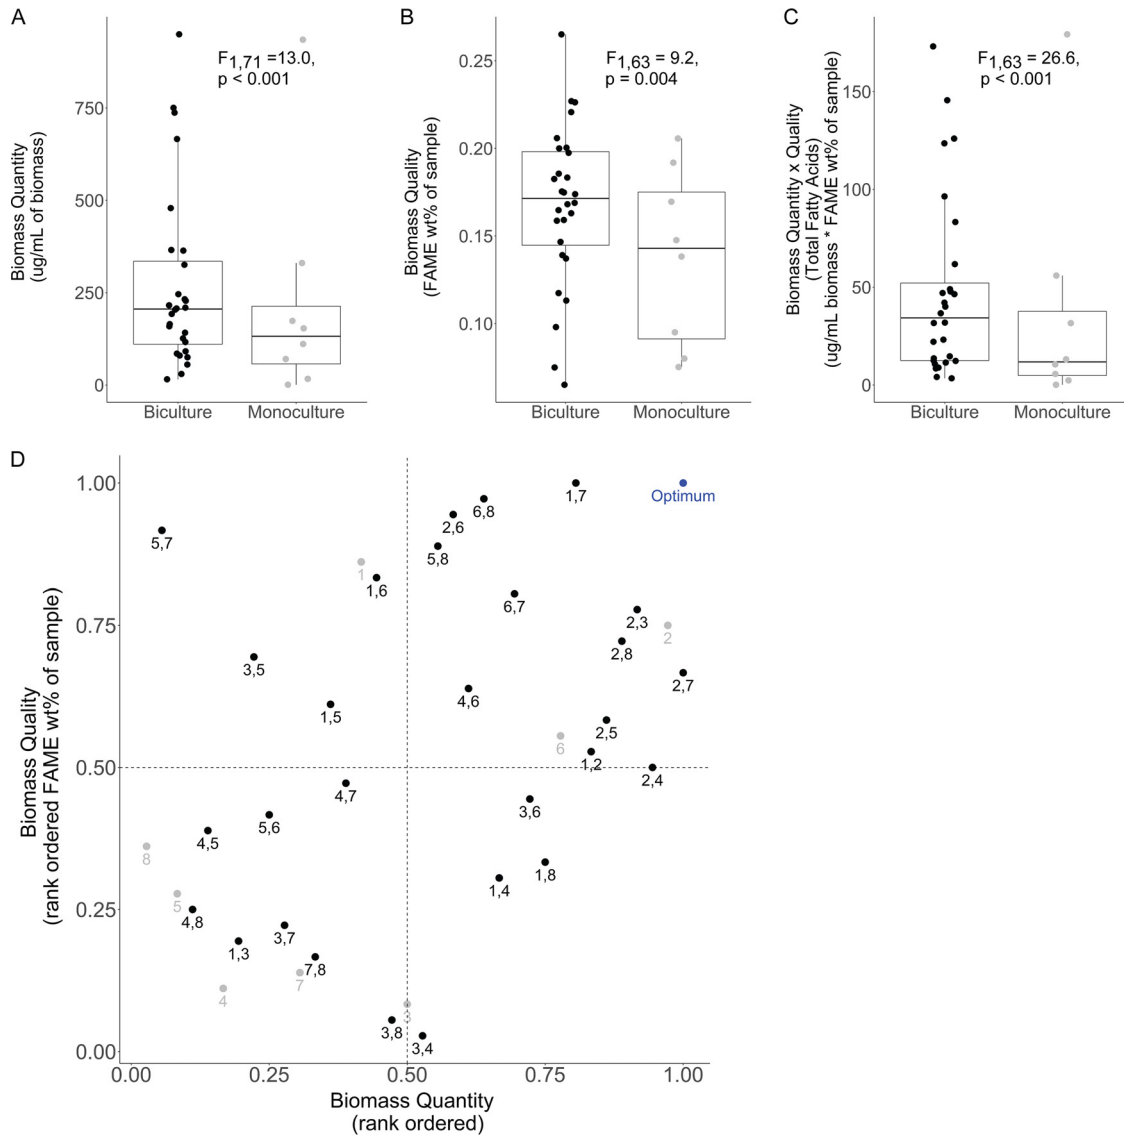 A
Biomass Quantity
(ug/mL of biomass)
750
500
250
0
F1,71 =13.0,
p < 0.001
Biculture
Monoculture
B
Biomass Quality
(FAME wt% of sample)
0.25
0.20
0.15
0.10
F1,63 = 9.2,
p = 0.004
Biculture
Monoculture
C
Biomass Quantity x Quality
(Total Fatty Acids)
(ug/mL biomass * FAME wt% of sample)
150
100
50
0
F1,63 = 26.6,
p < 0.001
Biculture
Monoculture
D
Biomass Quality
(rank ordered FAME wt% of sample)
1.00
0.75
0.50
0.25
0.00
Optimum
1,7
6,8
2,6
5,7
5,8
1
1,6
6,7
2,3
2
2,8
3,5
2,7
4,6
1,5
2,5
6
1,2
2,4
4,7
3,6
5,6
4,5
8
1,8
1,4
5
4,8
3,7
1,3
7,8
7
4
3
3,8
3,4
0.00
0.25
0.50
0.75
1.00
Biomass Quantity
(rank ordered)